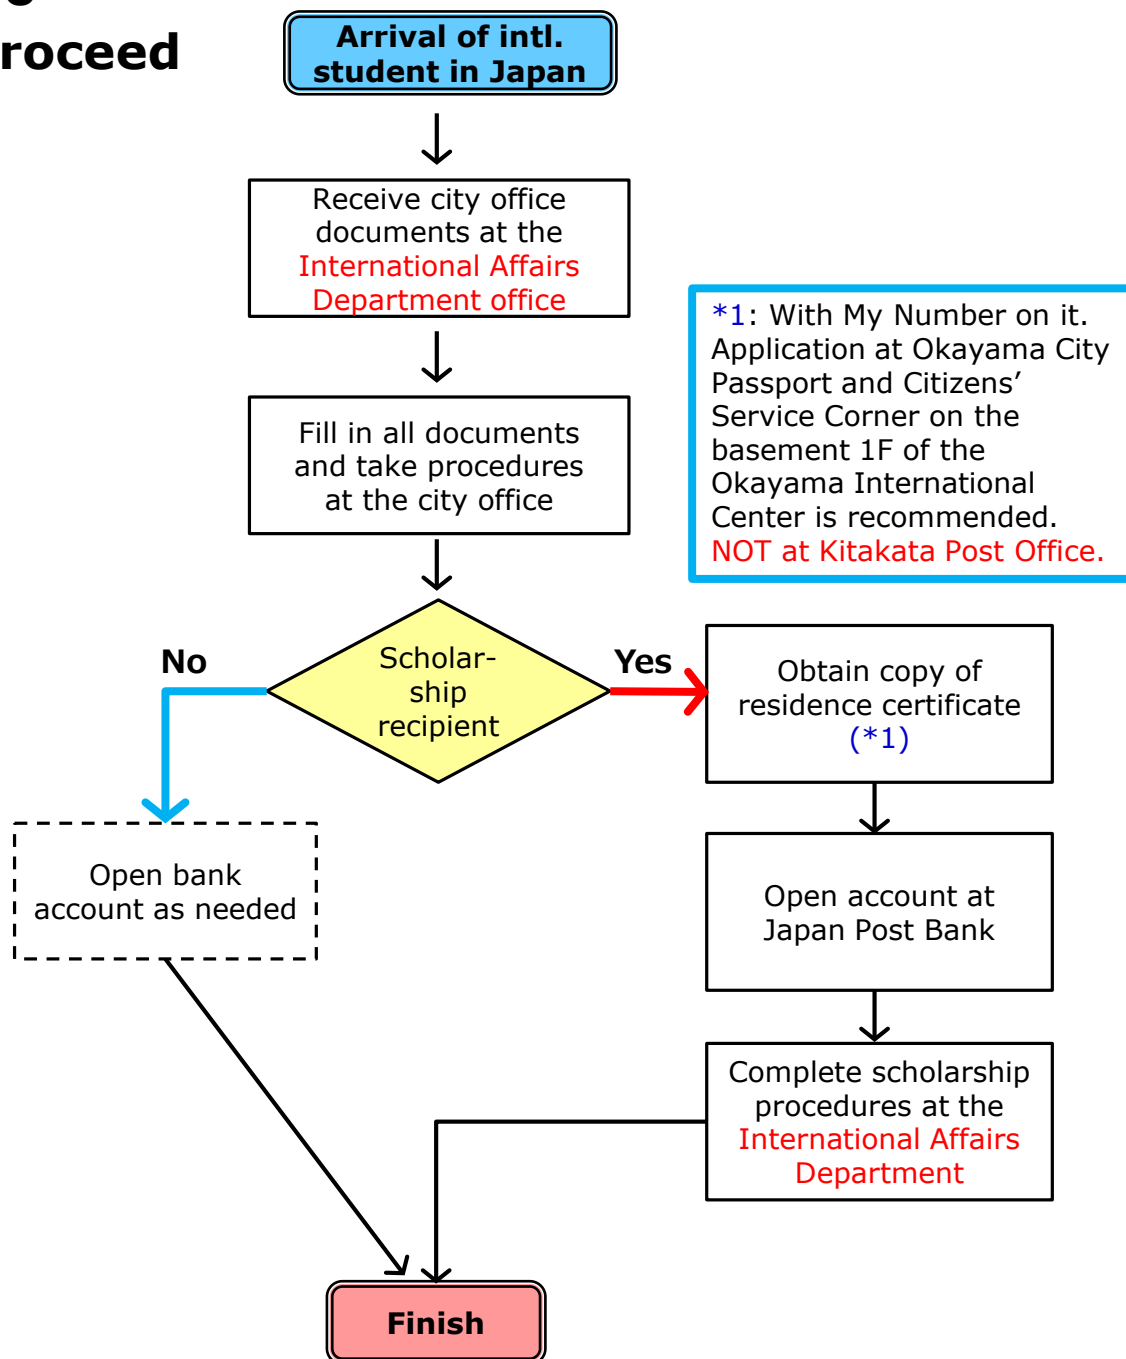 roceed
Arrival of intl.
student in Japan
Receive city office
documents at the
International Affairs
Department office
*1: With My Number on it.
Application at Okayama City
Passport and Citizens’
Service Corner on the
basement 1F of the
Okayama International
Center is recommended.
NOT at Kitakata Post Office.
Fill in all documents
and take procedures
at the city office
No
Scholar-
ship
recipient
Yes
Obtain copy of
residence certificate
(*1)
Open bank
account as needed
Open account at
Japan Post Bank
Complete scholarship
procedures at the
International Affairs
Department
Finish